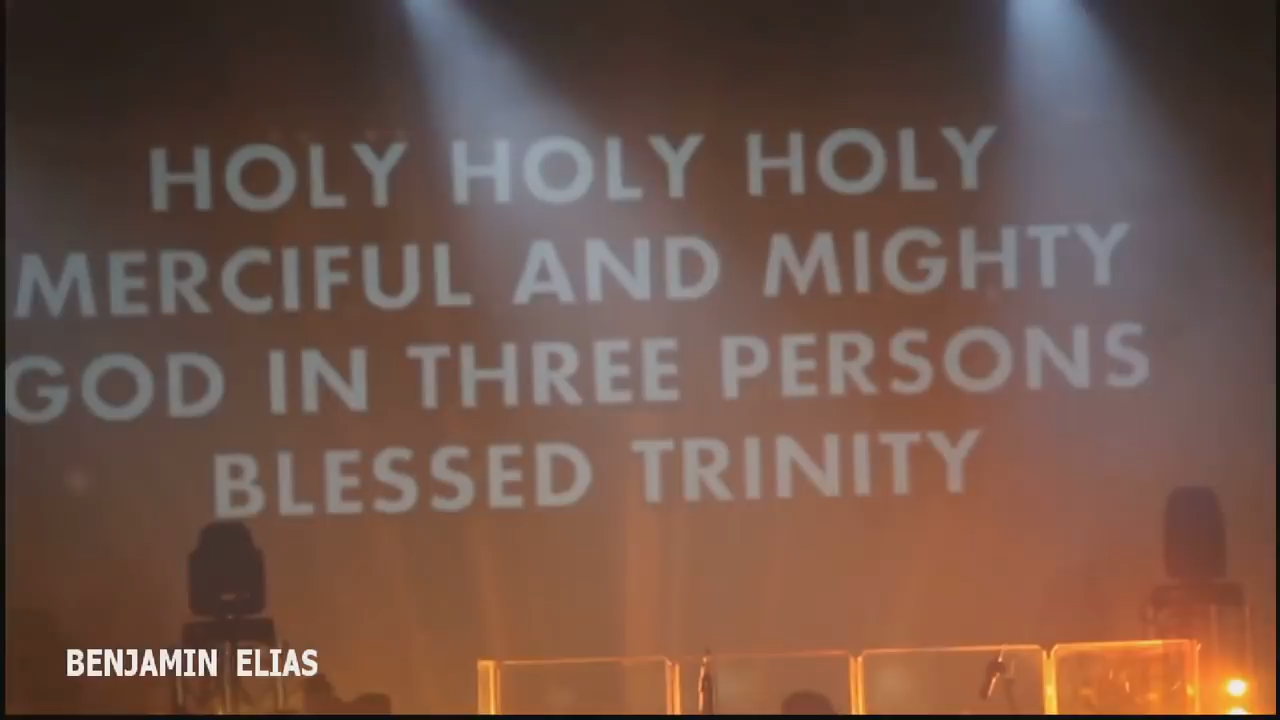 HOLY HOLY HOLY
MERCIFUL AND MIGHTY
GOD IN THREE PERSONS
BLESSED TRINITY
BENJAMIN ELIAS